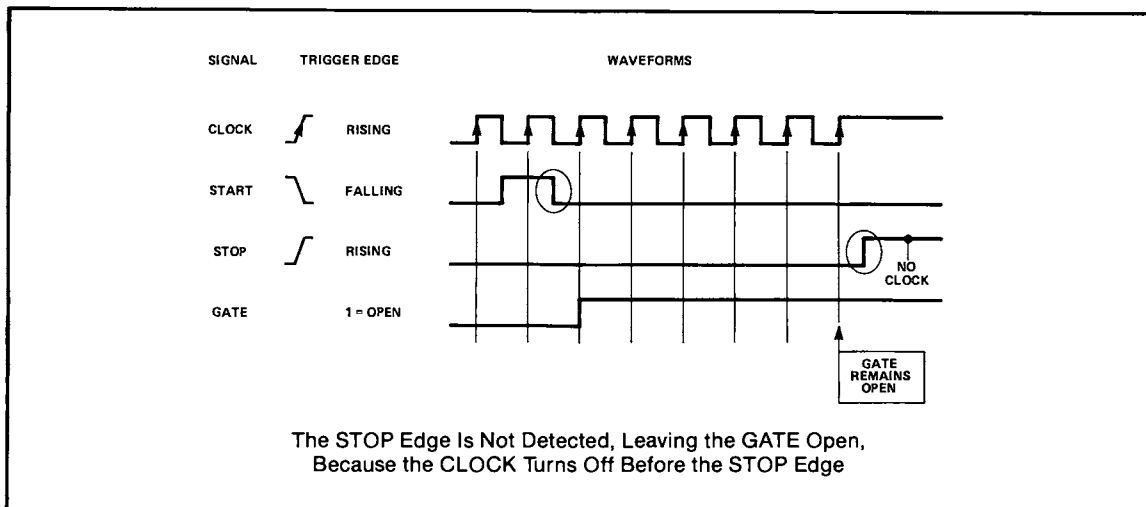 SIGNAL TRIGGER EDGE WAVEFORMS
CLOCK RISING
START FALLING
STOP RISING
NO
CLOCK
GATE 1 = OPEN
GATE
REMAINS
OPEN
The STOP Edge Is Not Detected, Leaving the GATE Open,
Because the CLOCK Turns Off Before the STOP Edge